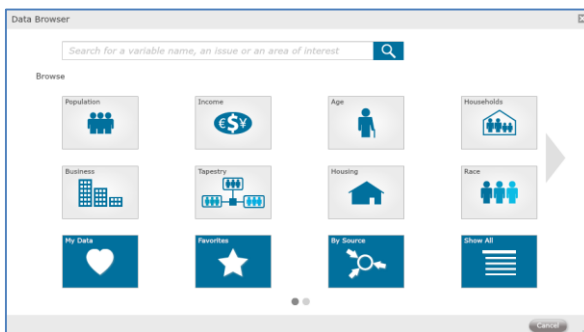 Data Browser
Search for a variable name, an issue or an area of interest
Browse
Population Income Age Households
Business Tapestry Housing Race
My Data Favorites By Source Show All
Cancel